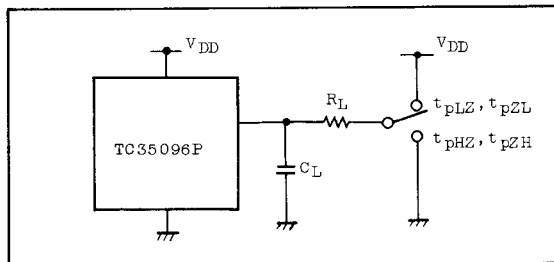 VDD
VDD
RL
tpLZ, tpZL
TC35096P
tpHZ, tpZH
CL